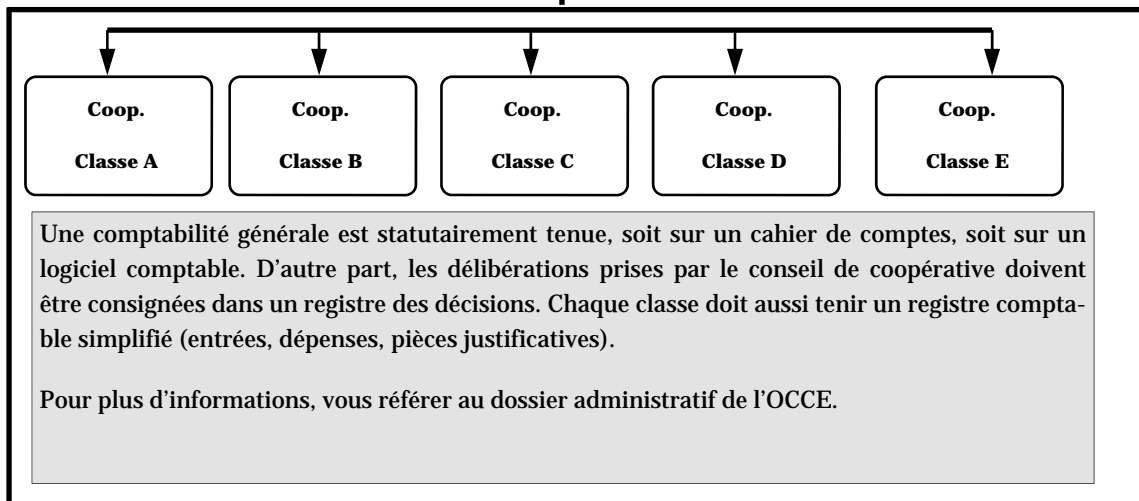 Coop. Coop. Coop. Coop. Coop.
Classe A Classe B Classe C Classe D Classe E
Une comptabilité générale est statutairement tenue, soit sur un cahier de comptes, soit sur un
logiciel comptable. D'autre part, les délibérations prises par le conseil de coopérative doivent
être consignées dans un registre des décisions. Chaque classe doit aussi tenir un registre compta-
ble simplifié (entrées, dépenses, pièces justificatives).
Pour plus d'informations, vous référer au dossier administratif de l'OCCE.